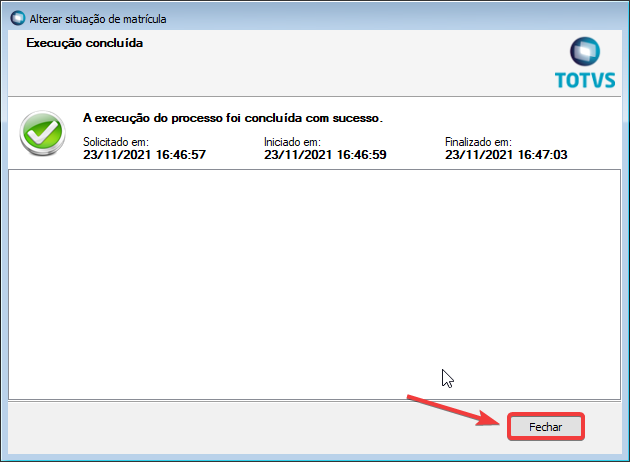 Alterar situação de matrícula
Execução concluída
TOTVS
A execução do processo foi concluída com sucesso.
Solicitado em: Iniciado em: Finalizado em:
23/11/2021 16:46:57 23/11/2021 16:46:59 23/11/2021 16:47:03
Fechar